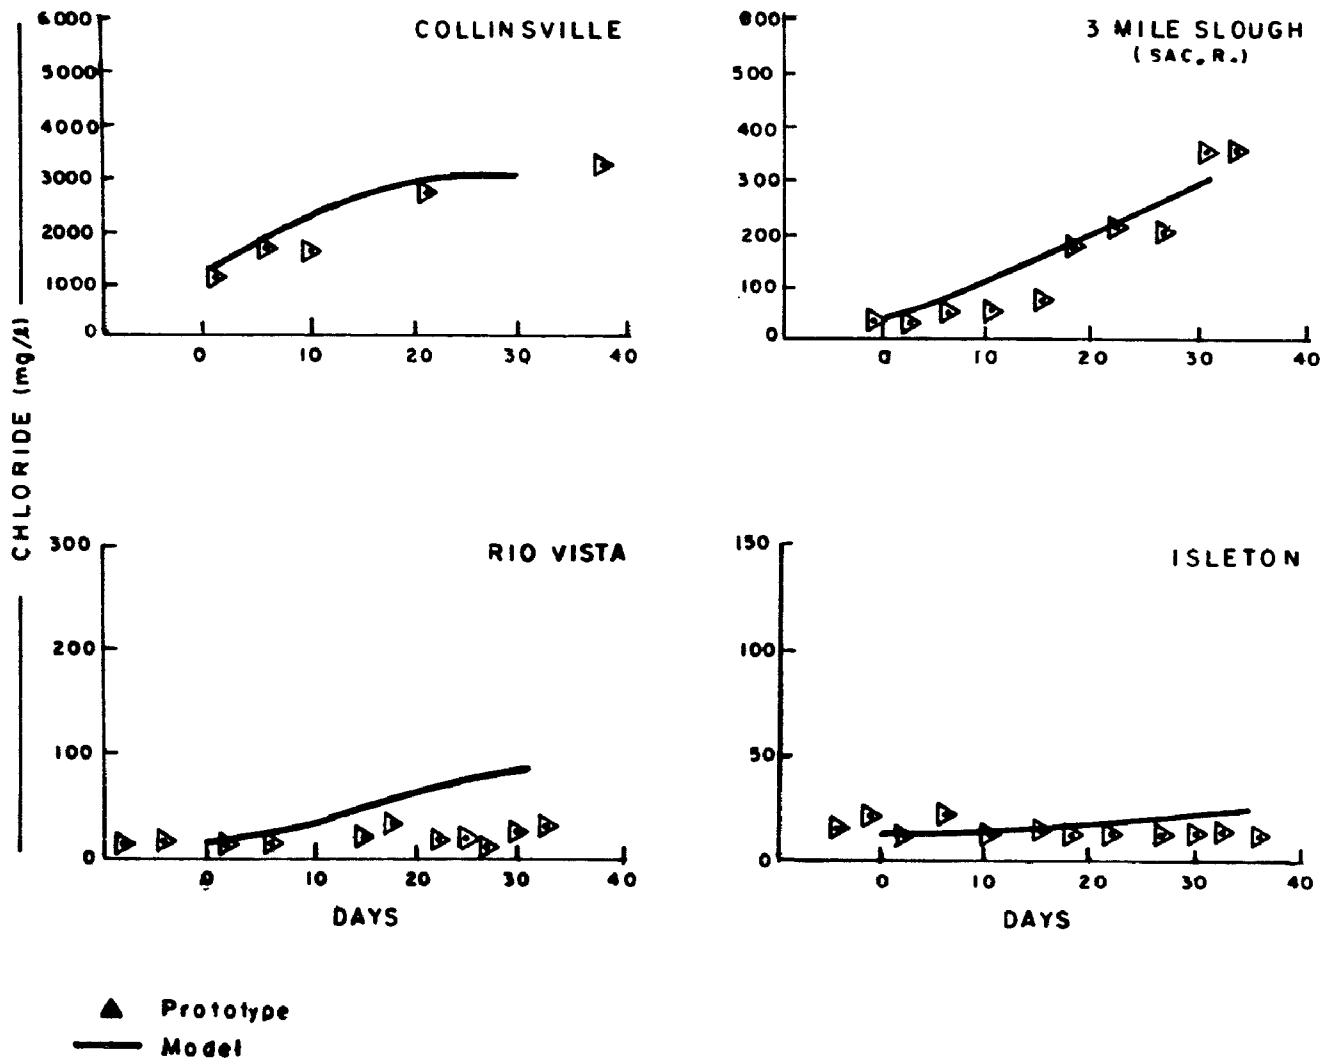 COLLINSVILLE
6000
5000
4000
3000
2000
1000
0
0 10 20 30 40
3 MILE SLOUGH
(SAC. R.)
600
500
400
300
200
100
0
0 10 20 30 40
CHLORIDE (mg/l)
RIO VISTA
300
200
100
0
0 10 20 30 40
DAYS
ISLETON
150
100
50
0
0 10 20 30 40
DAYS
Prototype
Model